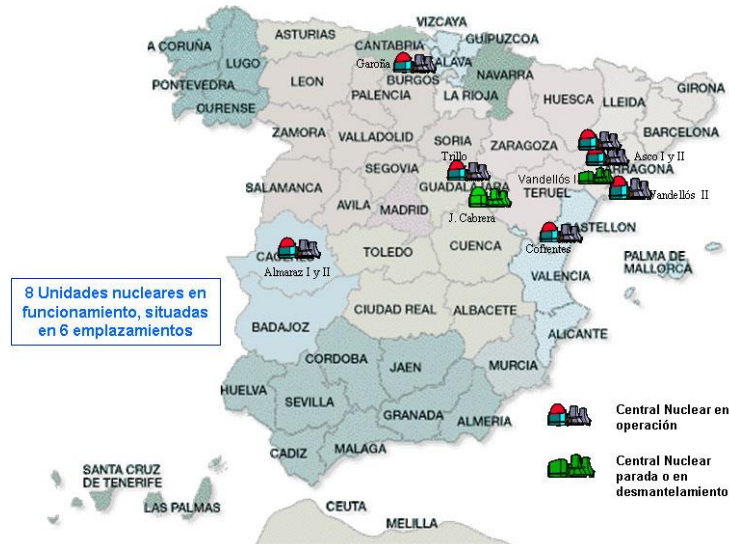 VIZCAYA
ASTURIAS
GUIPUZCOA
A CORUÑA
CANTABRIA
LUGO
Garoña
ALAVA
NAVARRA
PONTEVEDRA
LEON
BURGOS
GIRONA
OURENSE
PALENCIA
LA RIOJA
HUESCA
LLEIDA
ZAMORA
VALLADOLID
SORIA
ZARAGOZA
BARCELONA
Trillo
Asco I y II
SEGOVIA
TARRAGONA
SALAMANCA
GUADALAJARA
Vandellós I
AVILA
TERUEL
Vandellós II
MADRID
J. Cabrera
CASTELLON
CACERES
TOLEDO
CUENCA
Cofrentes
PALMA DE
MALLORCA
Almaraz I y II
VALENCIA
8 Unidades nucleares en
funcionamiento, situadas
en 6 emplazamientos
CIUDAD REAL
ALBACETE
BADAJOZ
ALICANTE
CORDOBA
JAEN
MURCIA
HUELVA
SEVILLA
GRANADA
ALMERIA
Central Nuclear en
operación
CADIZ
MALAGA
Central Nuclear
parada o en
desmantelamiento
SANTA CRUZ
DE TENERIFE
LAS PALMAS
CEUTA
MELILLA